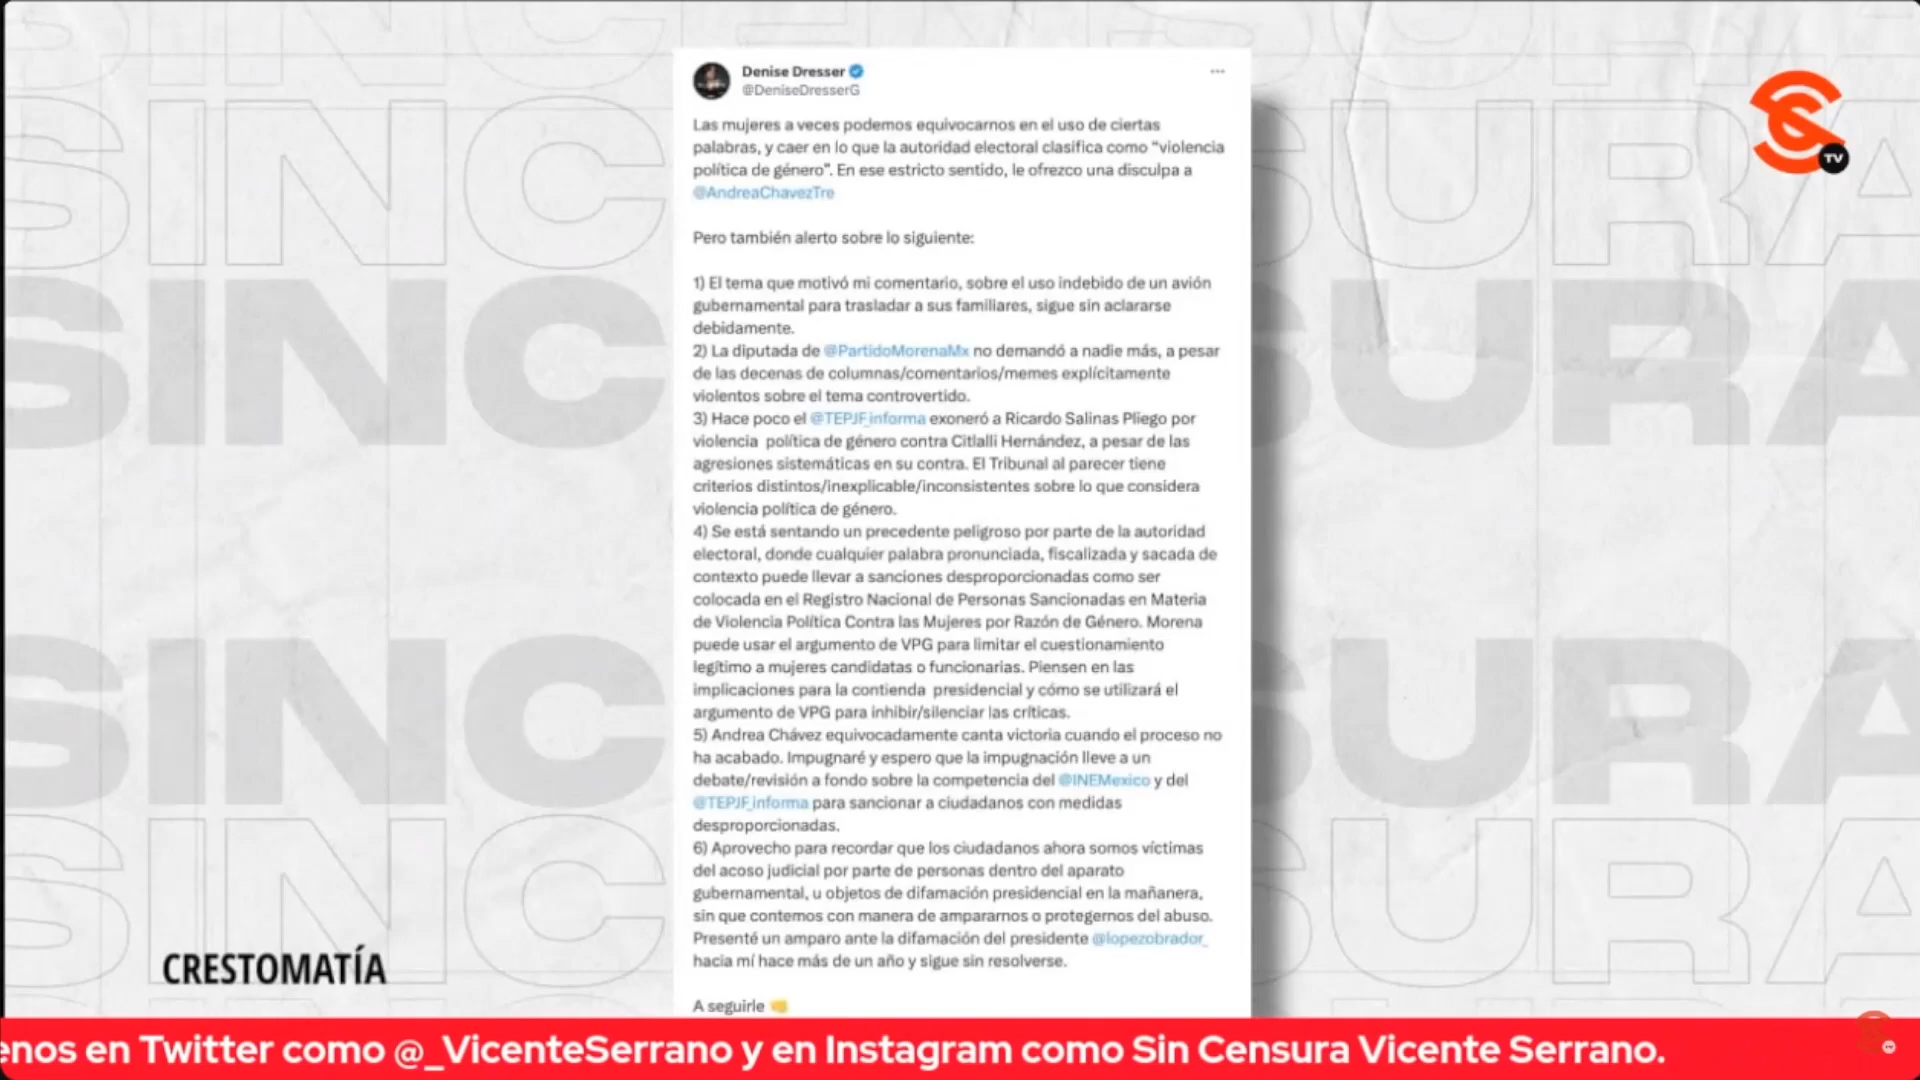 SINC
SURA
SINC
SINC
SURA
SINC
SURA
SINC
SURA
TV
Denise Dresser
@DeniseDresserG
Las mujeres a veces podemos equivocarnos en el uso de ciertas
palabras, y caer en lo que la autoridad electoral clasifica como “violencia
política de género”. En ese estricto sentido, le ofrezco una disculpa a
@AndreaChavezTre
Pero también alerto sobre lo siguiente:
1) El tema que motivó mi comentario, sobre el uso indebido de un avión
gubernamental para trasladar a sus familiares, sigue sin aclararse
debidamente.
2) La diputada de @PartidoMorenaMx no demandó a nadie más, a pesar
de las decenas de columnas/comentarios/memes explícitamente
violentos sobre el tema controvertido.
3) Hace poco el @TEPJF_informa exoneró a Ricardo Salinas Pliego por
violencia política de género contra Citlalli Hernández, a pesar de las
agresiones sistemáticas en su contra. El Tribunal al parecer tiene
criterios distintos/inexplicable/inconsistentes sobre lo que considera
violencia política de género.
4) Se está sentando un precedente peligroso por parte de la autoridad
electoral, donde cualquier palabra pronunciada, fiscalizada y sacada de
contexto puede llevar a sanciones desproporcionadas como ser
colocada en el Registro Nacional de Personas Sancionadas en Materia
de Violencia Política Contra las Mujeres por Razón de Género. Morena
puede usar el argumento de VPG para limitar el cuestionamiento
legítimo a mujeres candidatas o funcionarias. Piensen en las
implicaciones para la contienda presidencial y cómo se utilizará el
argumento de VPG para inhibir/silenciar las críticas.
5) Andrea Chávez equivocadamente canta victoria cuando el proceso no
ha acabado. Impugnaré y espero que la impugnación lleve a un
debate/revisión a fondo sobre la competencia del @INEMexico y del
@TEPJF_informa para sancionar a ciudadanos con medidas
desproporcionadas.
6) Aprovecho para recordar que los ciudadanos ahora somos víctimas
del acoso judicial por parte de personas dentro del aparato
gubernamental, u objetos de difamación presidencial en la mañanera,
sin que contemos con manera de ampararnos o protegernos del abuso.
Presenté un amparo ante la difamación del presidente @lopezobrador_
hacia mí hace más de un año y sigue sin resolverse.
A seguirle
CRESTOMATÍA
enos en Twitter como @_VicenteSerrano y en Instagram como Sin Censura Vicente Serrano.